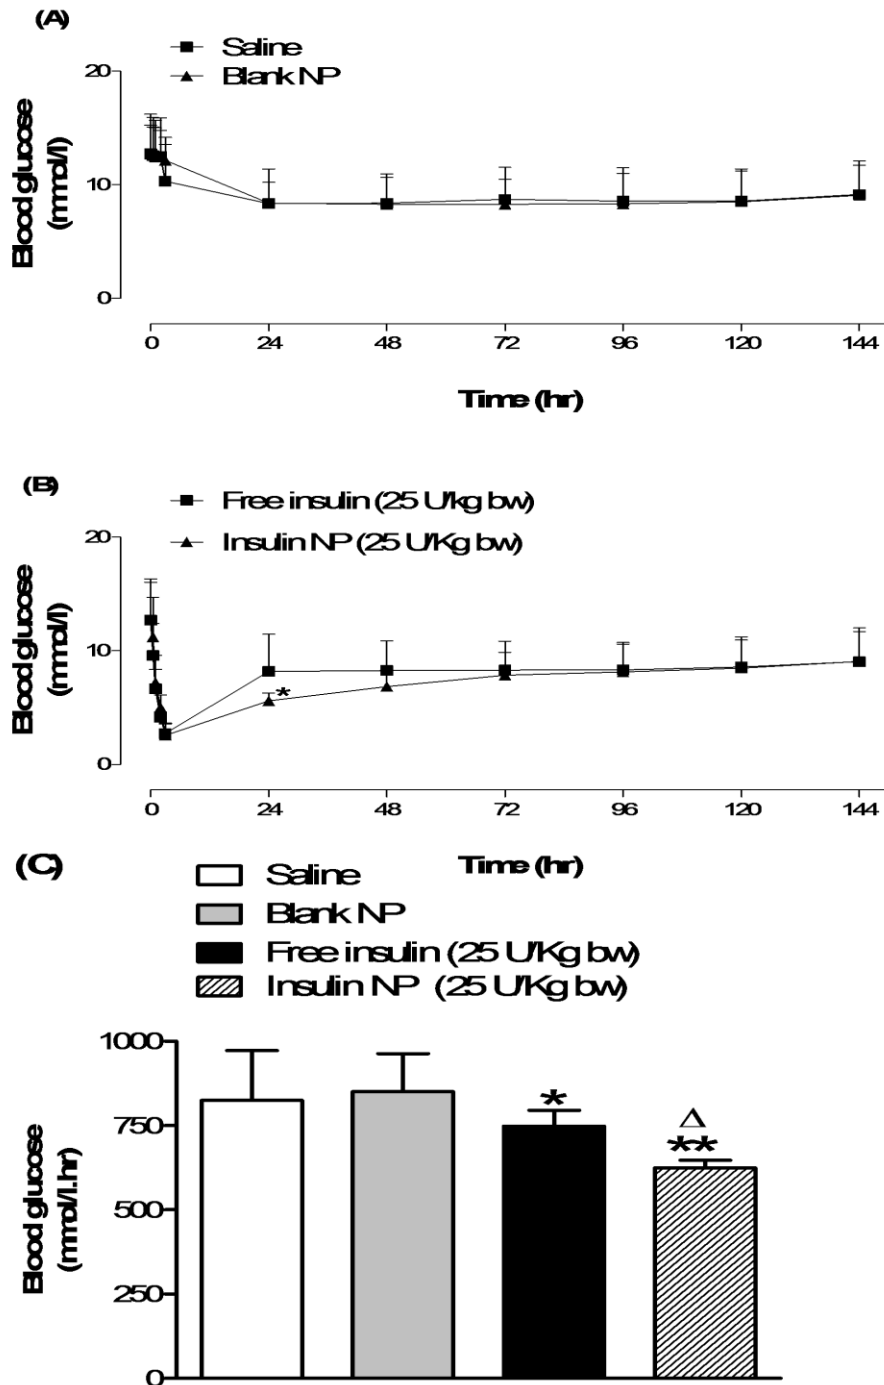 (A)
Saline
Blank NP
20
10
0
Blood glucose
(mmol/l)
0 24 48 72 96 120 144
Time (hr)
(B)
Free insulin (25 U/kg bw)
Insulin NP (25 U/Kg bw)
20
10
0
Blood glucose
(mmol/l)
*
0 24 48 72 96 120 144
Time (hr)
(C)
Saline
Blank NP
Free insulin (25 U/Kg bw)
Insulin NP (25 U/Kg bw)
1000
750
500
250
0
Blood glucose
(mmol/l.hr)
*
Δ
**